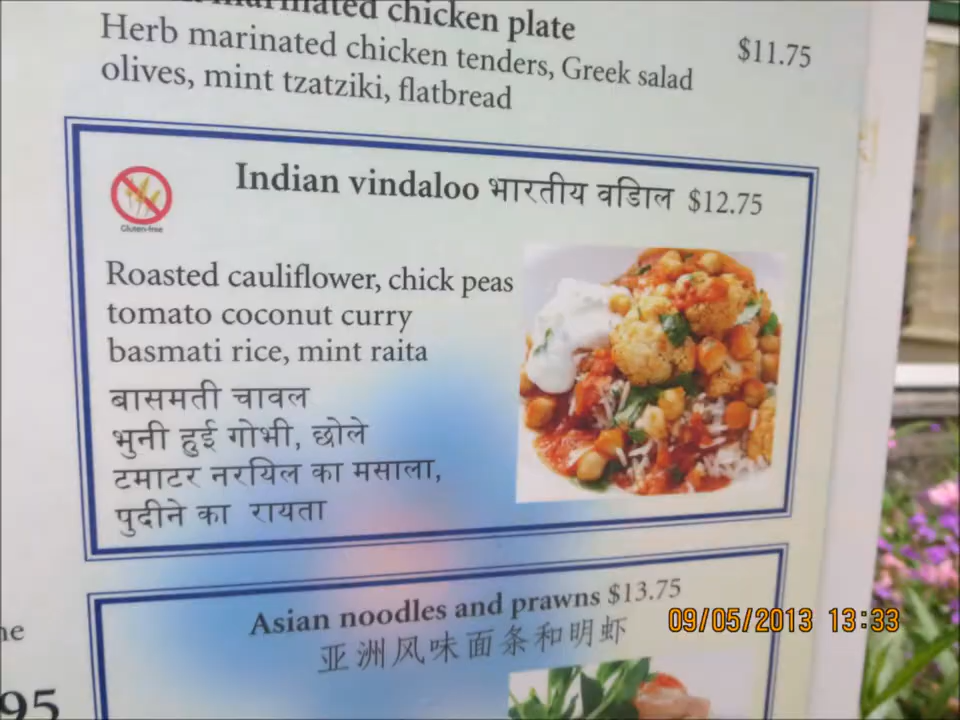 marinated chicken plate
Herb marinated chicken tenders, Greek salad $11.75
olives, mint tzatziki, flatbread
Indian vindaloo भारतीय वडािल $12.75
Gluten-free
Roasted cauliflower, chick peas
tomato coconut curry
basmati rice, mint raita
बासमती चावल
भुनी हुई गोभी, छोले
टमाटर नरयिल का मसाला,
पुदीने का रायता
Asian noodles and prawns $13.75
亚洲风味面条和明虾
09/05/2013 13:33
95